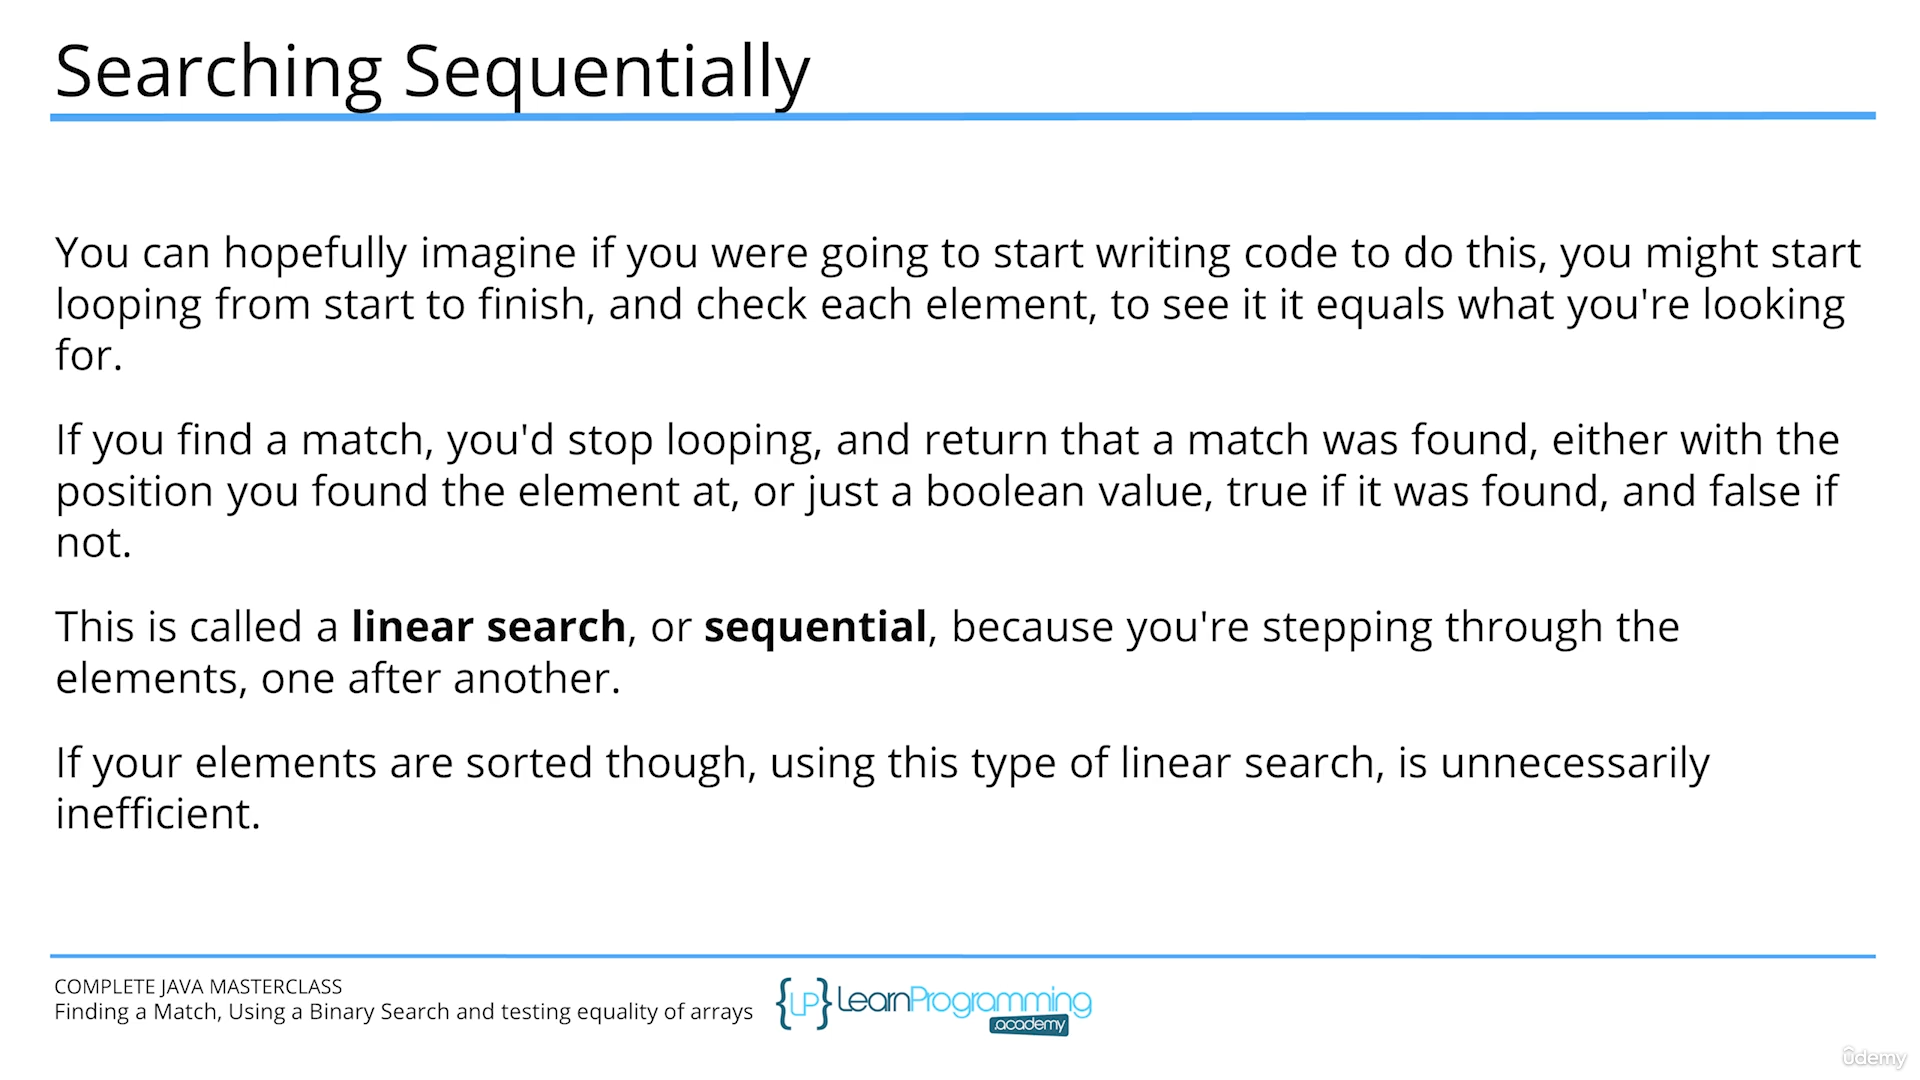 Searching Sequentially
You can hopefully imagine if you were going to start writing code to do this, you might start
looping from start to finish, and check each element, to see it it equals what you're looking
for.
If you find a match, you'd stop looping, and return that a match was found, either with the
position you found the element at, or just a boolean value, true if it was found, and false if
not.
This is called a linear search, or sequential, because you're stepping through the
elements, one after another.
If your elements are sorted though, using this type of linear search, is unnecessarily
inefficient.
COMPLETE JAVA MASTERCLASS
Finding a Match, Using a Binary Search and testing equality of arrays
{LP} LearnProgramming
.academy
ûdemy